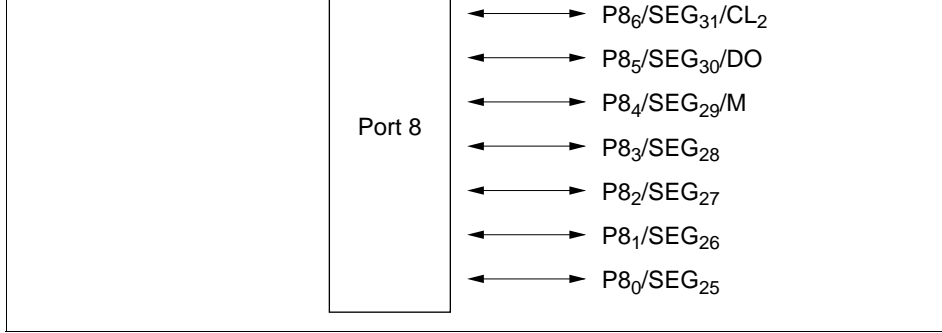 P8₆/SEG₃₁/CL₂
P8₅/SEG₃₀/DO
P8₄/SEG₂₉/M
Port 8
P8₃/SEG₂₈
P8₂/SEG₂₇
P8₁/SEG₂₆
P8₀/SEG₂₅